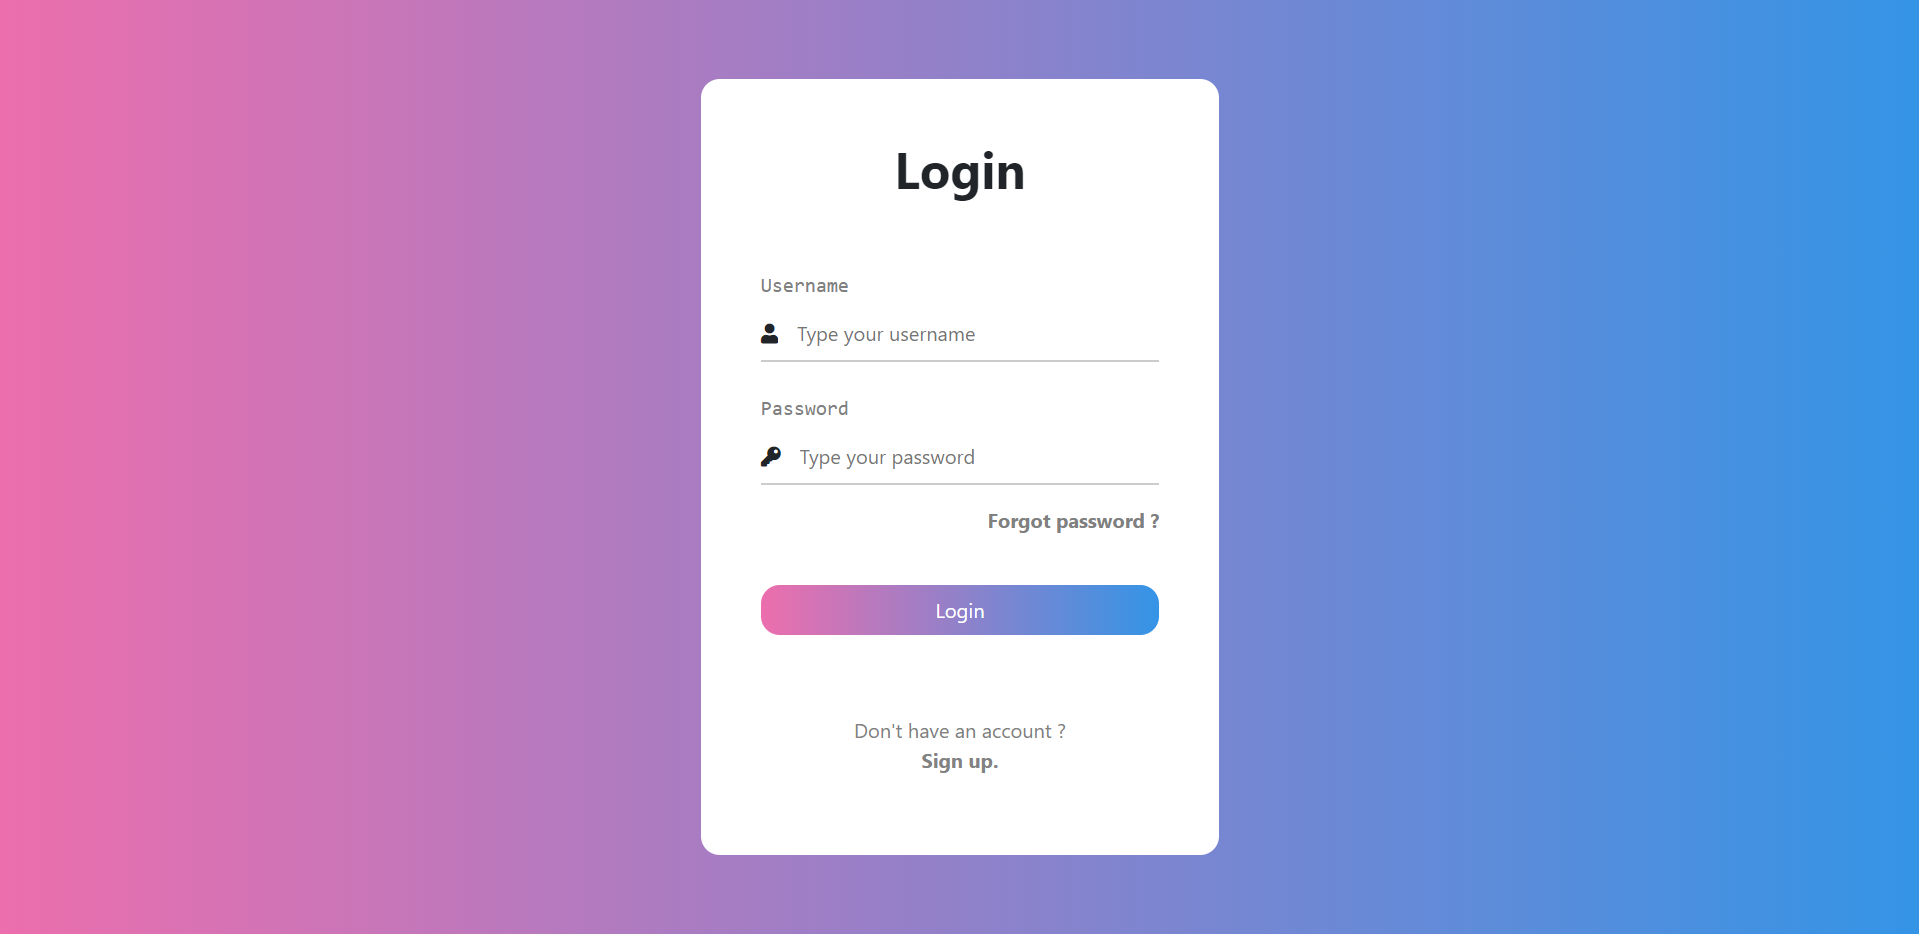 Login
Username
Type your username
Password
Type your password
Forgot password ?
Login
Don't have an account ?
Sign up.